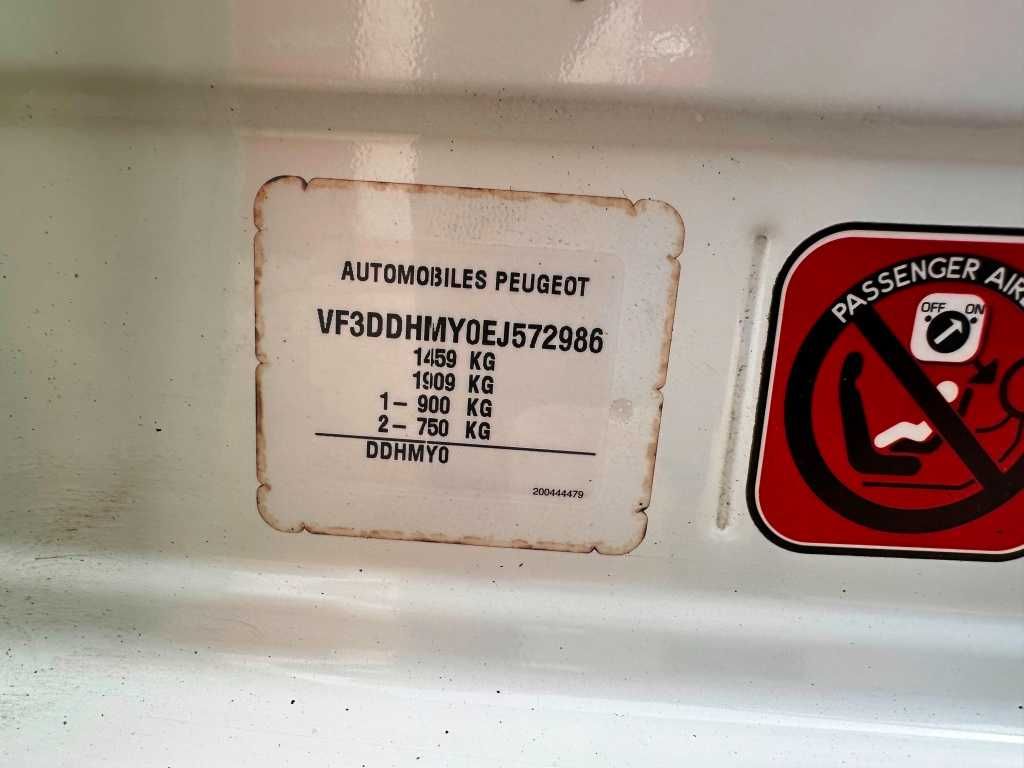 AUTOMOBILES PEUGEOT
VF3DDHMY0EJ572986
1459 KG
1909 KG
1- 900 KG
2- 750 KG
DDHMY0
200444479
PASSENGER AIR
OFF ON